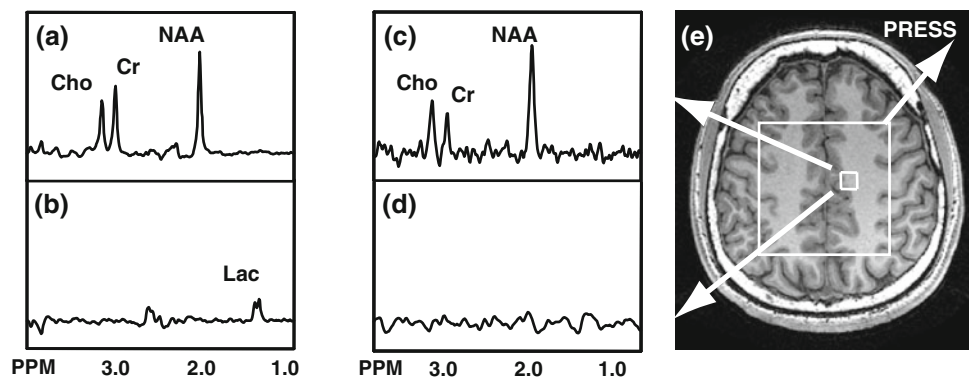 (a)
NAA
Cho
Cr
(b)
Lac
PPM 3.0 2.0 1.0
(c)
NAA
Cho
Cr
(d)
PPM 3.0 2.0 1.0
(e)
PRESS